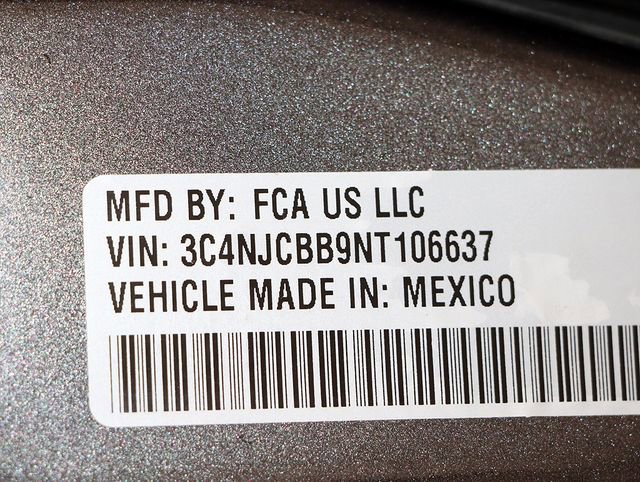 MFD BY: FCA US LLC
VIN: 3C4NJCBB9NT106637
VEHICLE MADE IN: MEXICO